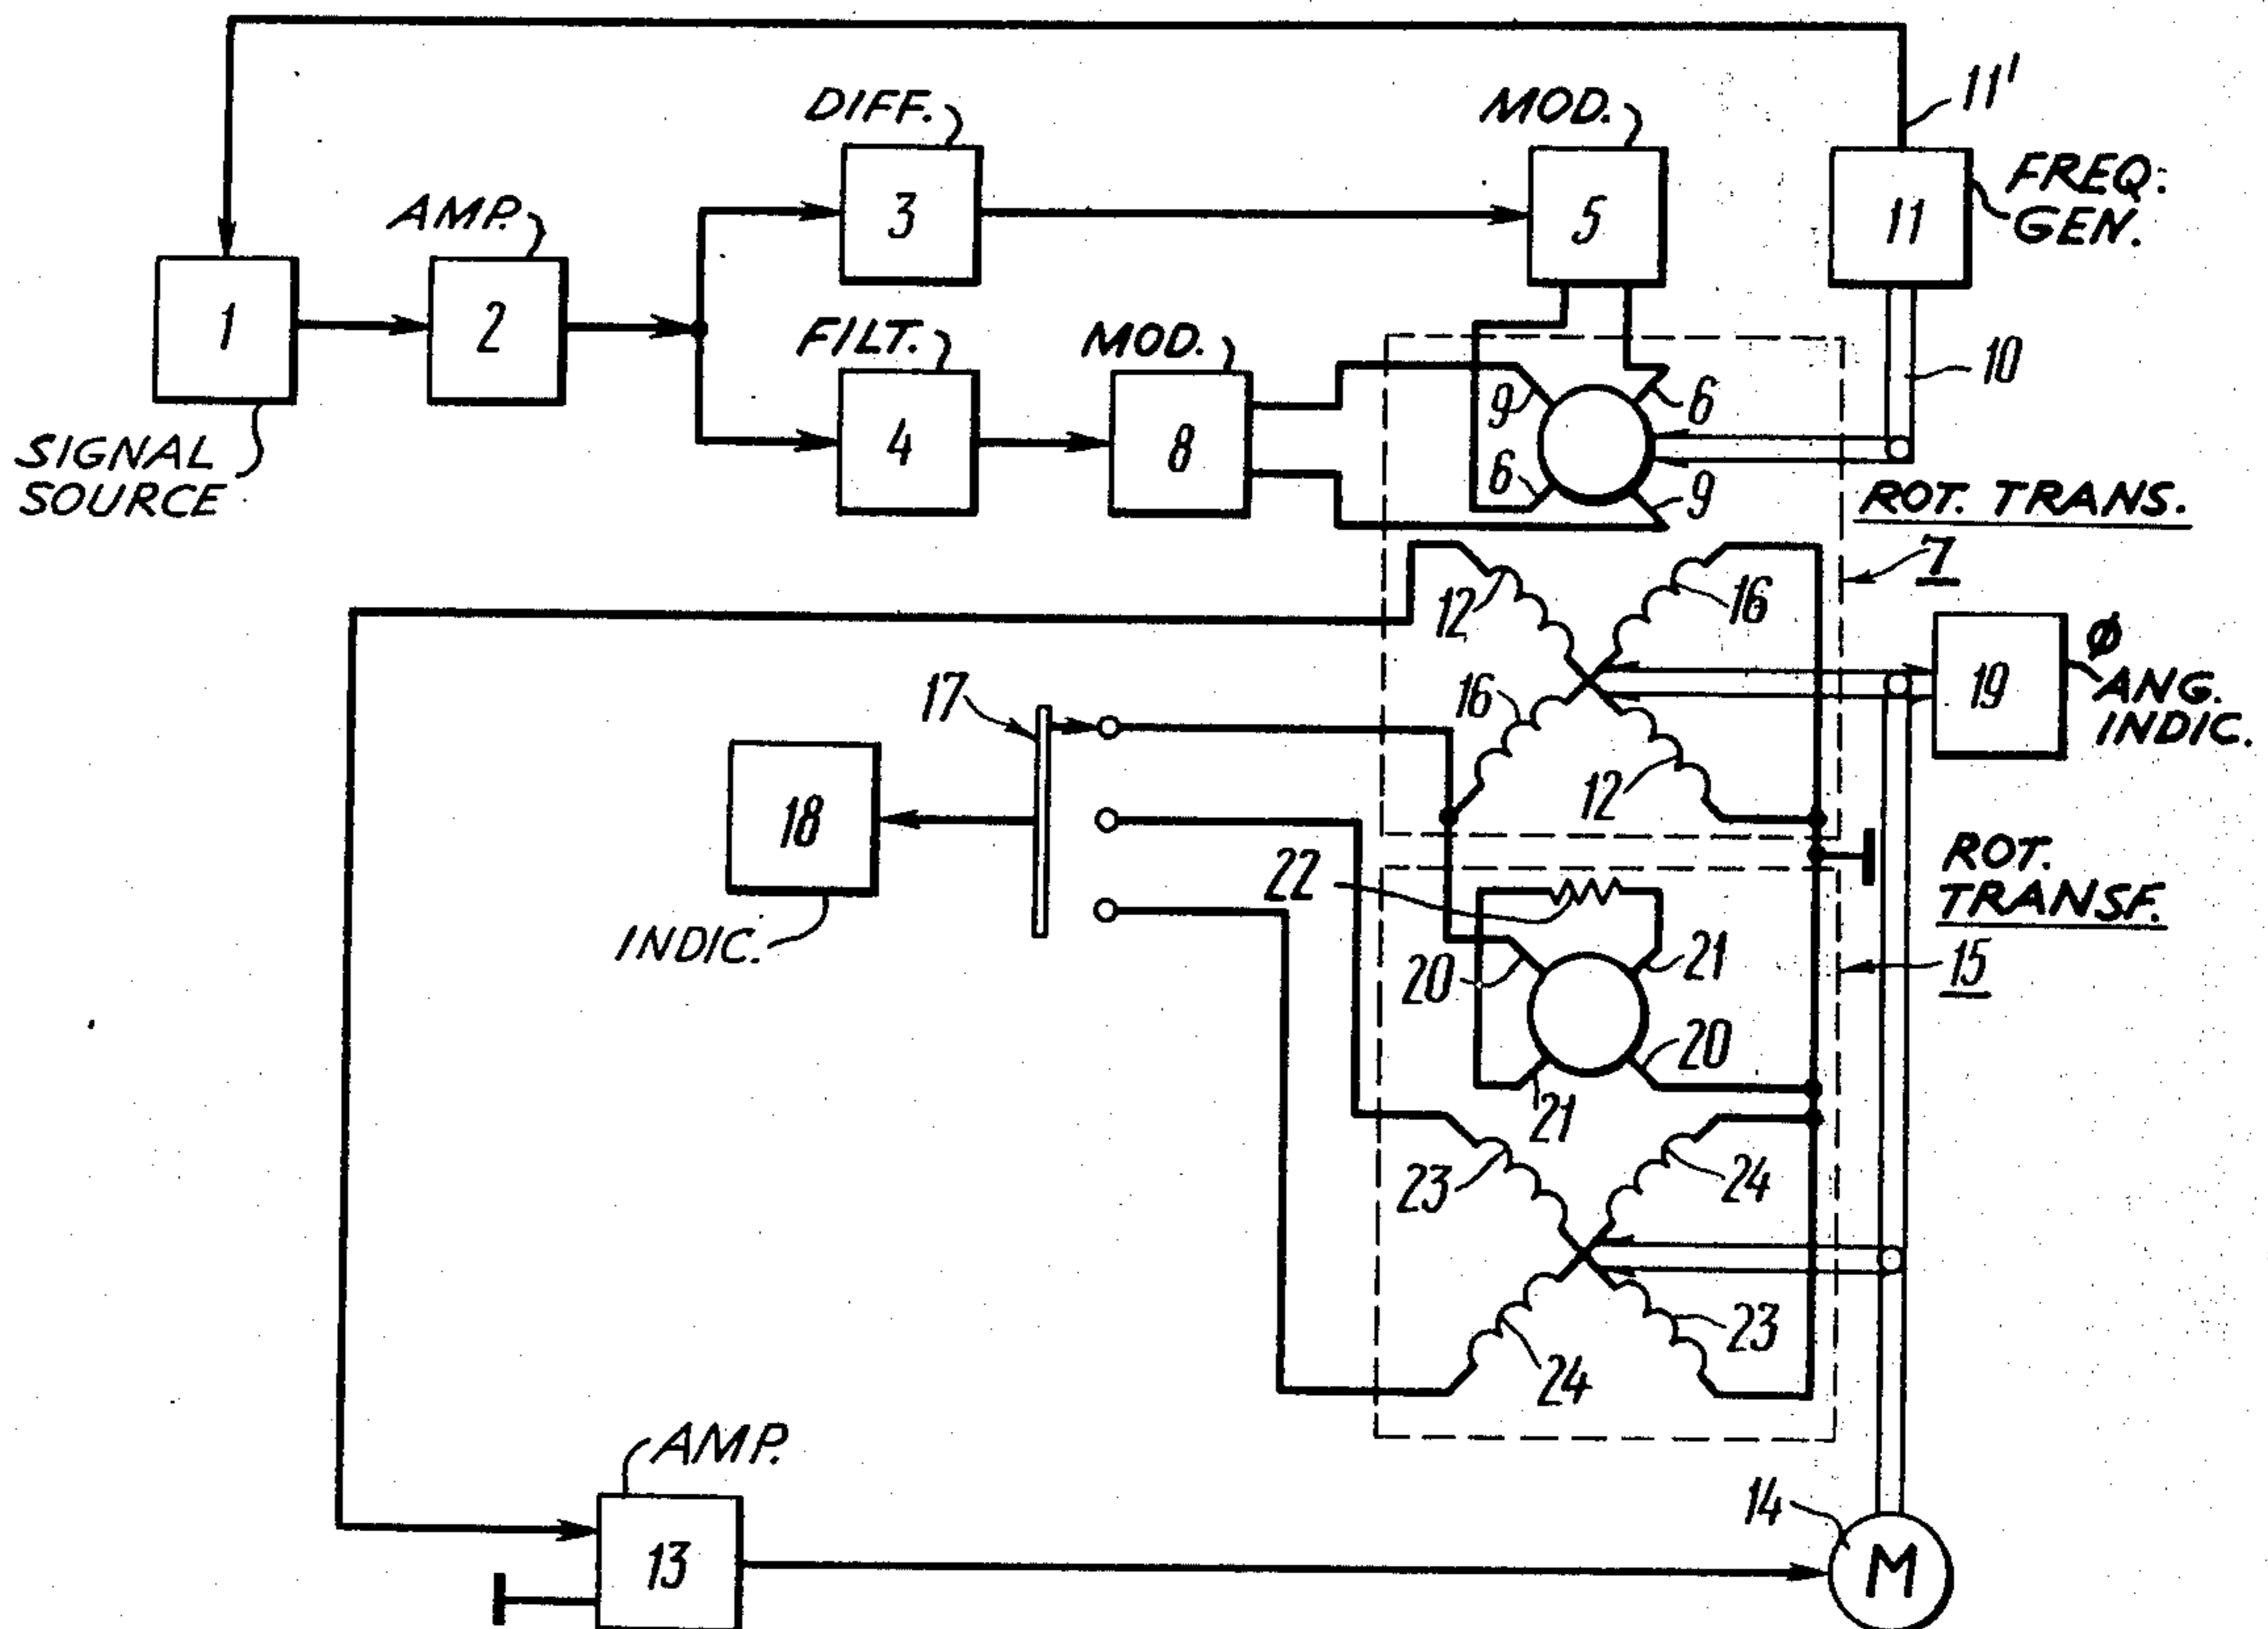 11'
DIFF.
MOD.
FREQ.
GEN.
3
5
11
AMP.
1
2
FILT.
MOD.
10
4
8
9
6
6
9
SIGNAL
SOURCE
ROT. TRANS.
7
12
16
16
12
17
18
INDIC.
19
φ
ANG.
INDIC.
22
ROT.
TRANSF.
15
20
21
20
21
23
24
24
23
AMP.
13
14
M